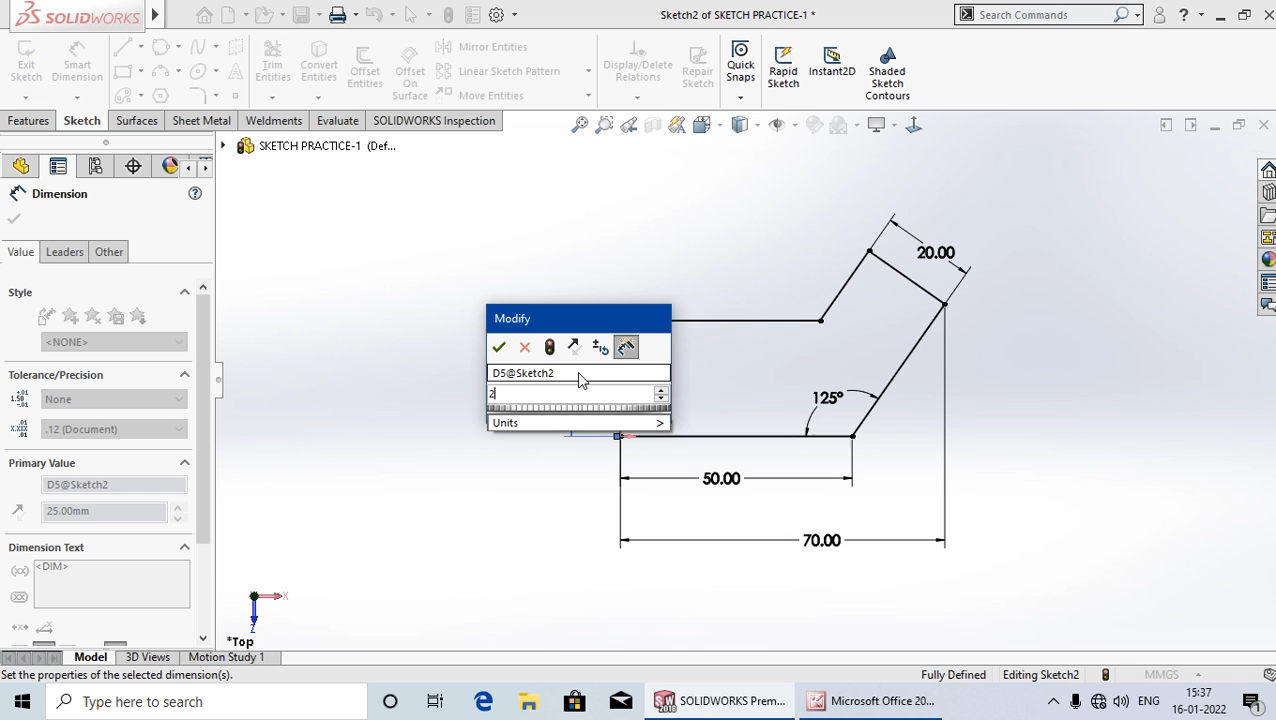 SOLIDWORKS
Sketch2 of SKETCH PRACTICE-1 *
Search Commands
?
Exit Sketch
Smart Dimension
Trim Entities
Convert Entities
Offset Entities
Offset On Surface
Mirror Entities
Linear Sketch Pattern
Move Entities
Display/Delete Relations
Repair Sketch
Quick Snaps
Rapid Sketch
Instant2D
Shaded Sketch Contours
Features
Sketch
Surfaces
Sheet Metal
Weldments
Evaluate
SOLIDWORKS Inspection
SKETCH PRACTICE-1 (Def...
Dimension
?
Value
Leaders
Other
Style
<NONE>
Tolerance/Precision
None
.12 (Document)
Primary Value
D5@Sketch2
25.00mm
Dimension Text
<DIM>
Modify
D5@Sketch2
2
Units >
20.00
125°
50.00
70.00
X
Z
*Top
Model
3D Views
Motion Study 1
Set the properties of the selected dimension(s).
Fully Defined
Editing Sketch2
MMGS
Type here to search
SW 2018
SOLIDWORKS Prem...
Microsoft Office 20...
ENG
15:37
16-01-2022
1